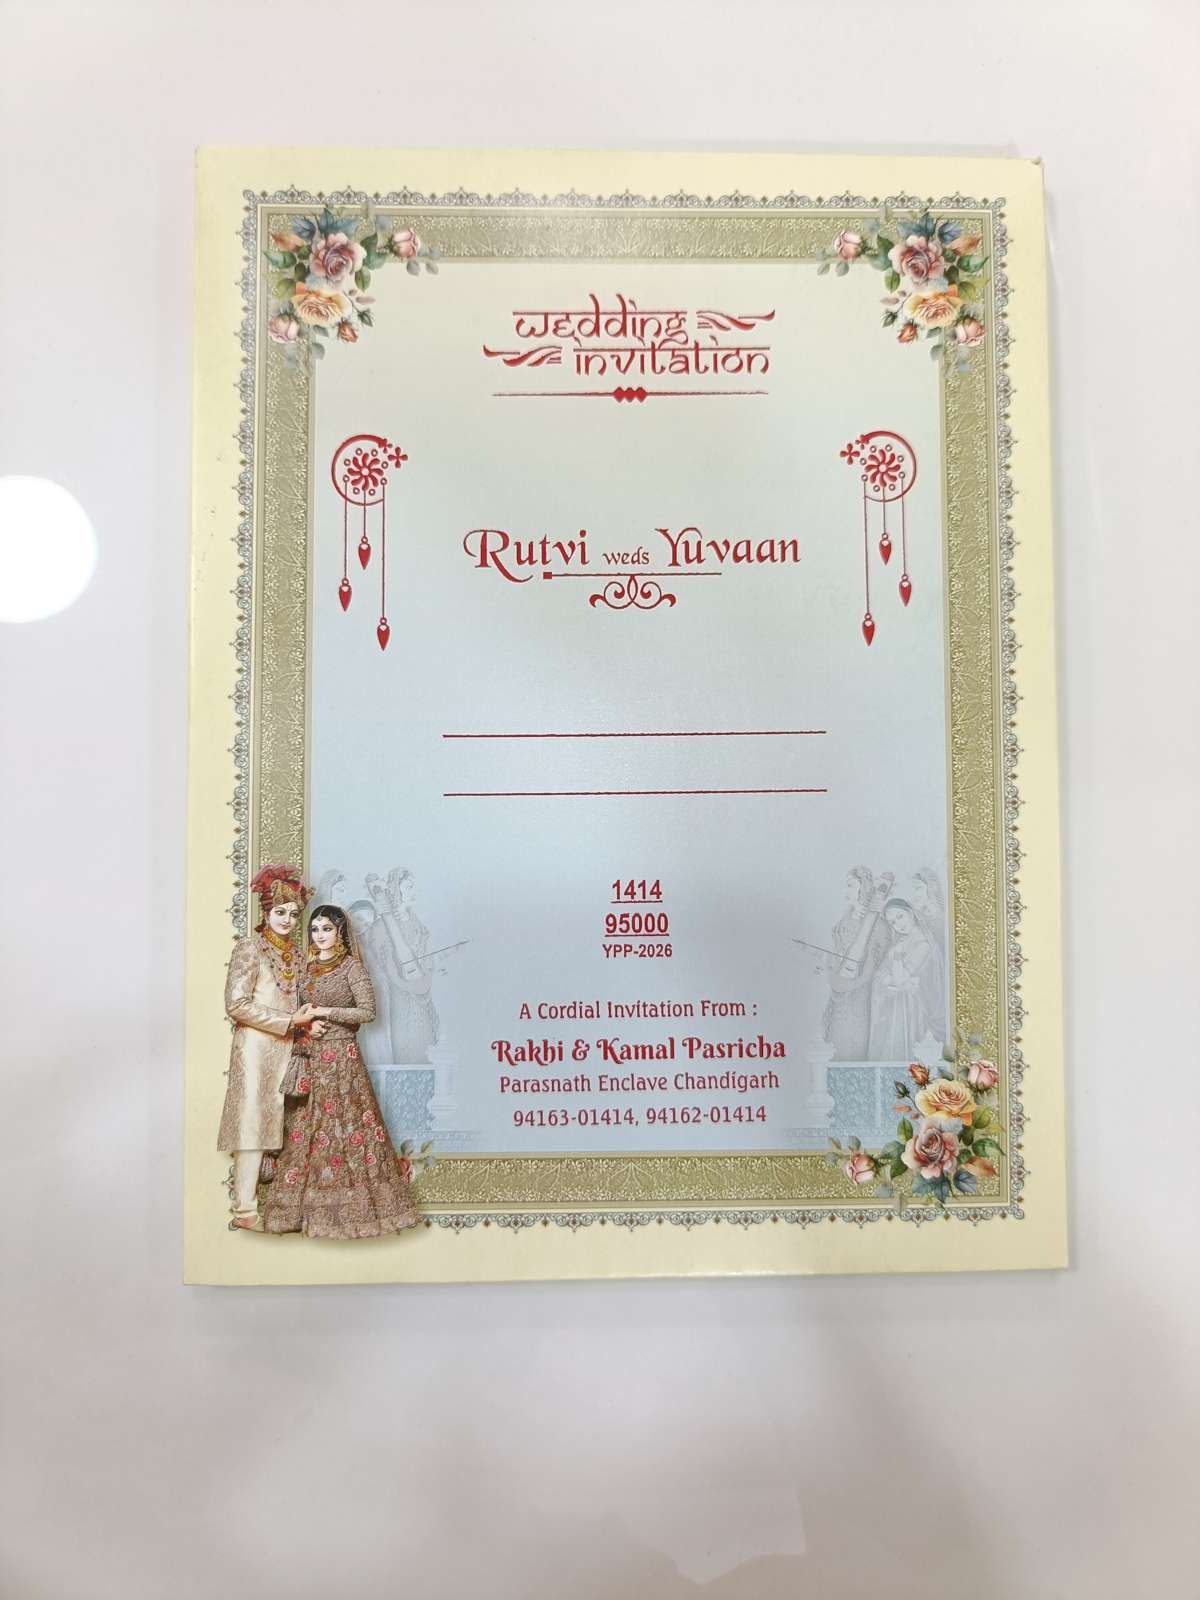 wedding
invitation
Rutvi weds Yuvaan
1414
95000
YPP-2026
A Cordial Invitation From :
Rakhi & Kamal Pasricha
Parasnath Enclave Chandigarh
94163-01414, 94162-01414